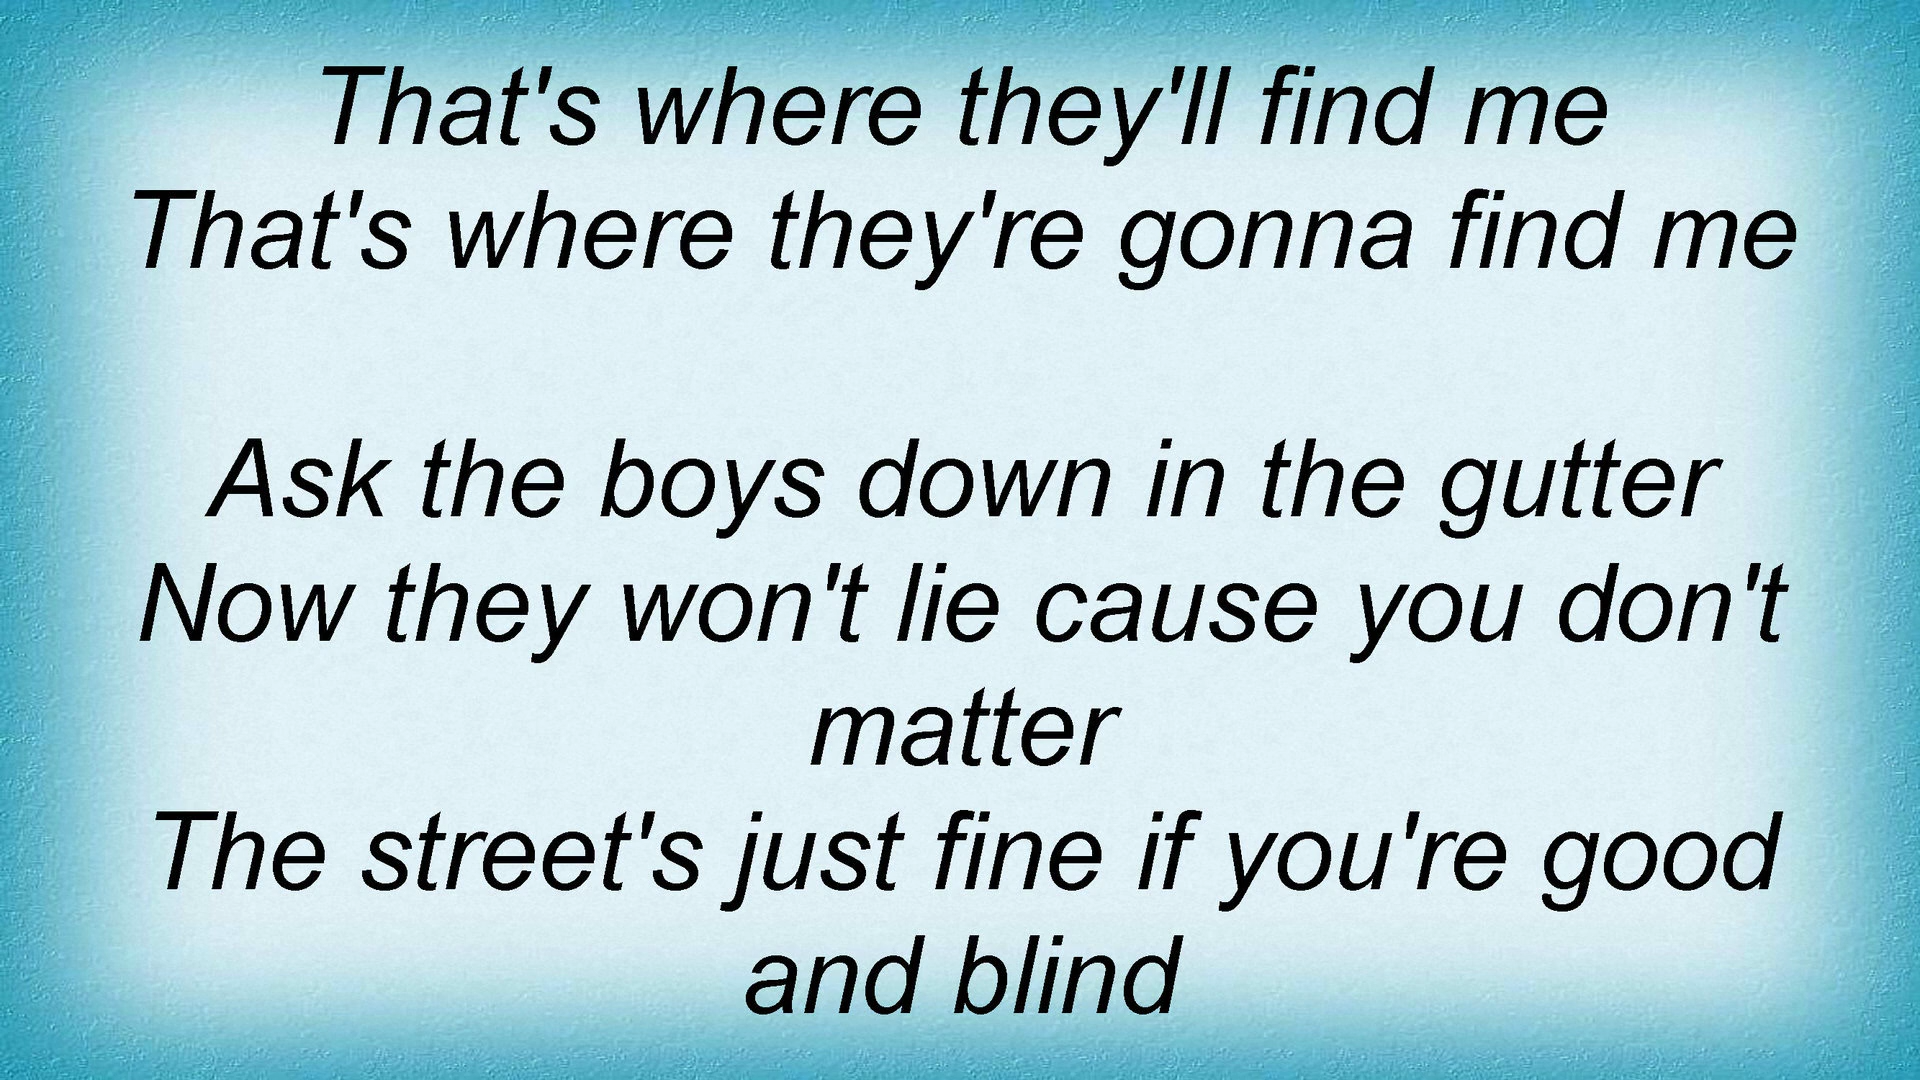 That's where they'll find me
That's where they're gonna find me
Ask the boys down in the gutter
Now they won't lie cause you don't
matter
The street's just fine if you're good
and blind